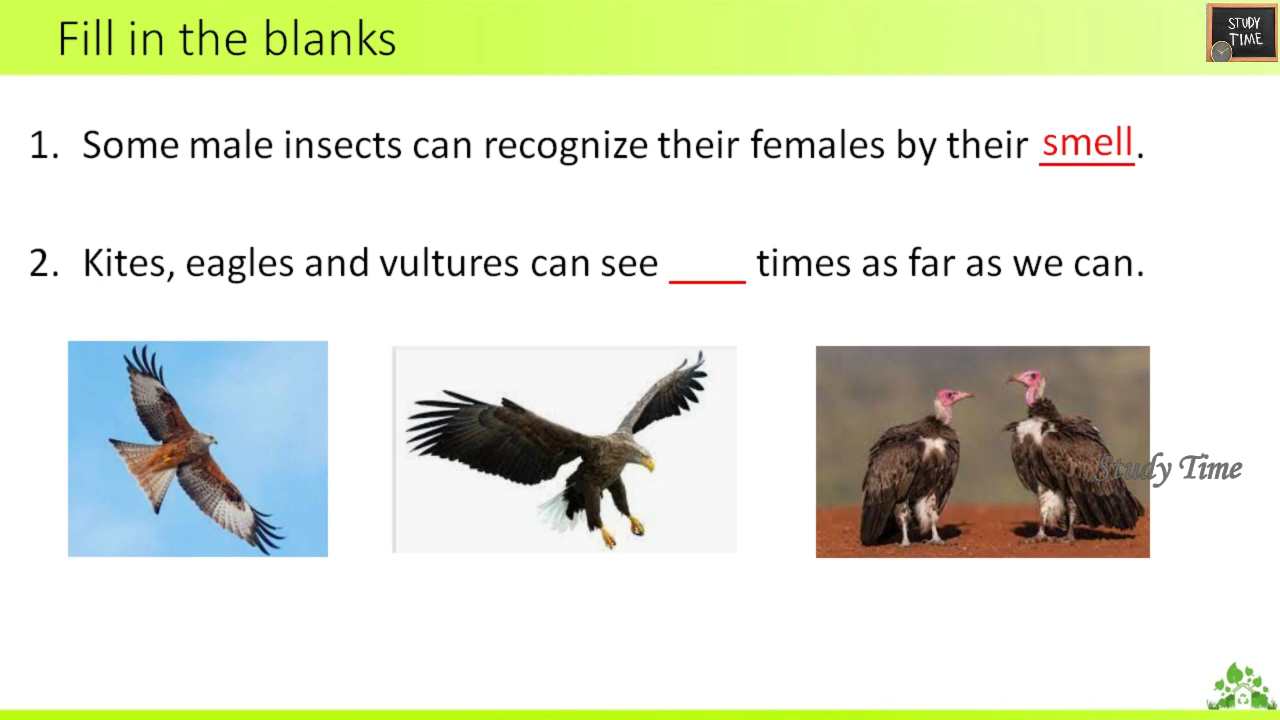 Fill in the blanks
STUDY
TIME
1. Some male insects can recognize their females by their smell.
2. Kites, eagles and vultures can see ____ times as far as we can.
Study Time